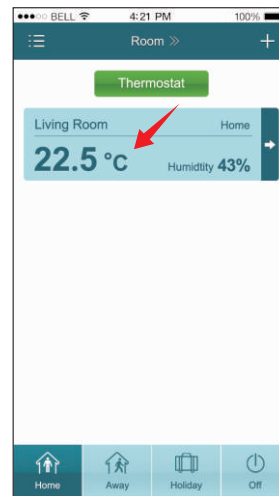 BELL 4:21 PM 100%
Room »
+
Thermostat
Living Room Home
22.5 °C Humidtity 43%
Home Away Holiday Off